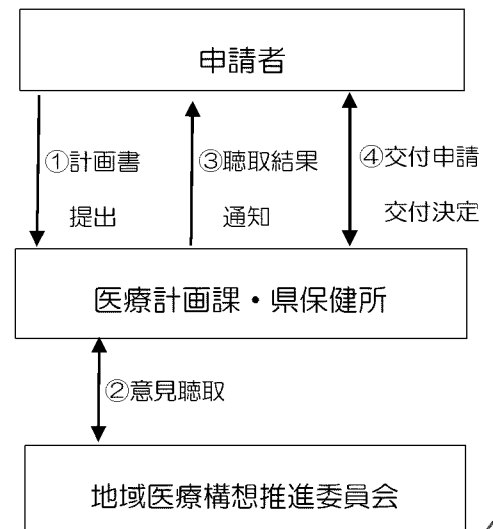 申請者
①計画書
提出
③聴取結果
通知
④交付申請
交付決定
医療計画課・県保健所
②意見聴取
地域医療構想推進委員会